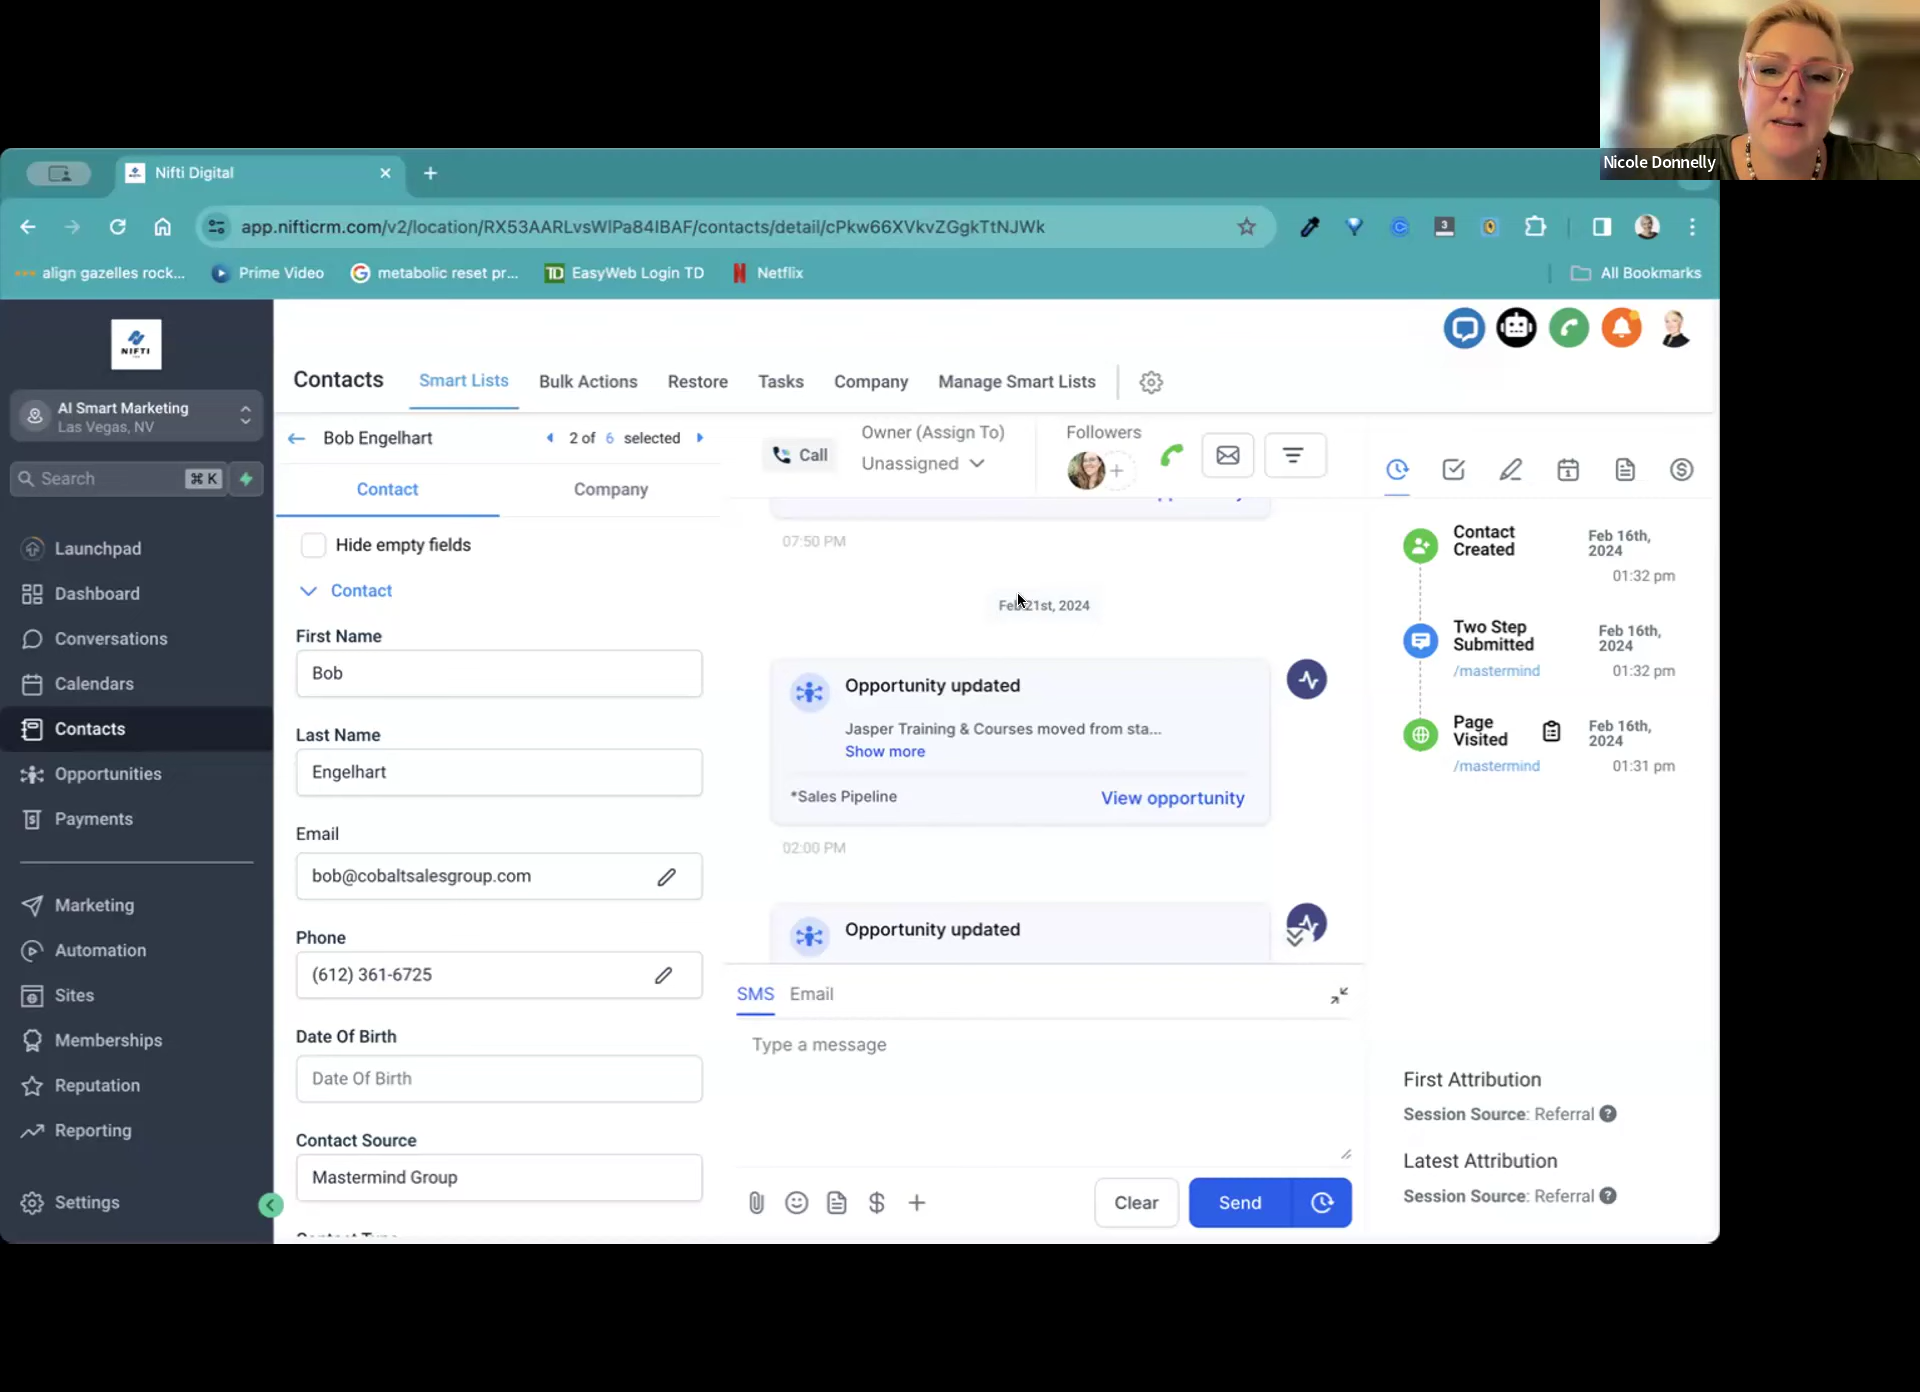 Nicole Donnelly
Nifti Digital
app.nifticrm.com/v2/location/RX53AARLvsWlPa84IBAF/contacts/detail/cPkw66XVkvZGgkTtNJWk
3
align gazelles rock...
Prime Video
metabolic reset pr...
TD
EasyWeb Login TD
Netflix
All Bookmarks
NIFTI
AI Smart Marketing
Las Vegas, NV
Search
⌘ K
Launchpad
Dashboard
Conversations
Calendars
Contacts
Opportunities
Payments
Marketing
Automation
Sites
Memberships
Reputation
Reporting
Settings
Contacts
Smart Lists
Bulk Actions
Restore
Tasks
Company
Manage Smart Lists
Bob Engelhart
2 of 6 selected
Contact
Company
Hide empty fields
Contact
First Name
Bob
Last Name
Engelhart
Email
bob@cobaltsalesgroup.com
Phone
(612) 361-6725
Date Of Birth
Date Of Birth
Contact Source
Mastermind Group
Call
Owner (Assign To)
Unassigned
Followers
07:50 PM
Feb 21st, 2024
Opportunity updated
Jasper Training & Courses moved from sta...
Show more
*Sales Pipeline
View opportunity
02:00 PM
Opportunity updated
SMS
Email
Type a message
Clear
Send
Contact Created
Feb 16th, 2024
01:32 pm
Two Step Submitted
Feb 16th, 2024
/mastermind
01:32 pm
Page Visited
Feb 16th, 2024
/mastermind
01:31 pm
First Attribution
Session Source: Referral
Latest Attribution
Session Source: Referral